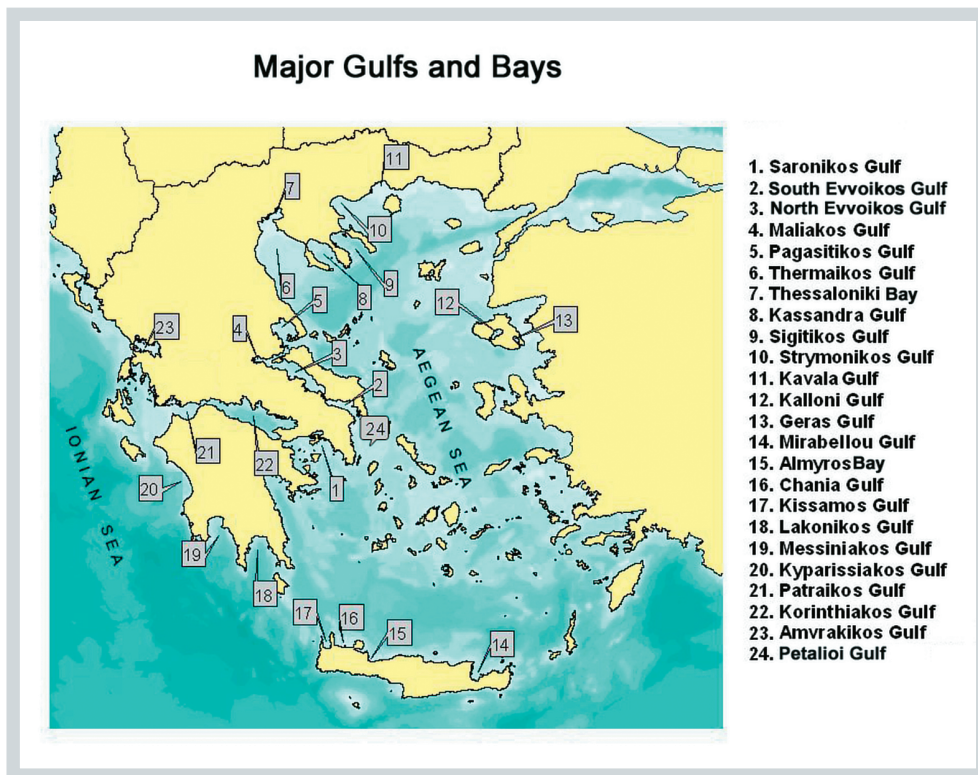 Major Gulfs and Bays
11
7
10
9
8
6
5
12
13
23
4
3
2
24
AEGEAN SEA
IONIAN SEA
21
22
1
20
19
18
17
16
15
14
1. Saronikos Gulf
2. South Evvoikos Gulf
3. North Evvoikos Gulf
4. Maliakos Gulf
5. Pagasitikos Gulf
6. Thermaikos Gulf
7. Thessaloniki Bay
8. Kassandra Gulf
9. Sigitikos Gulf
10. Strymonikos Gulf
11. Kavala Gulf
12. Kalloni Gulf
13. Geras Gulf
14. Mirabellou Gulf
15. AlmyrosBay
16. Chania Gulf
17. Kissamos Gulf
18. Lakonikos Gulf
19. Messiniakos Gulf
20. Kyparissiakos Gulf
21. Patraikos Gulf
22. Korinthiakos Gulf
23. Amvrakikos Gulf
24. Petalioi Gulf